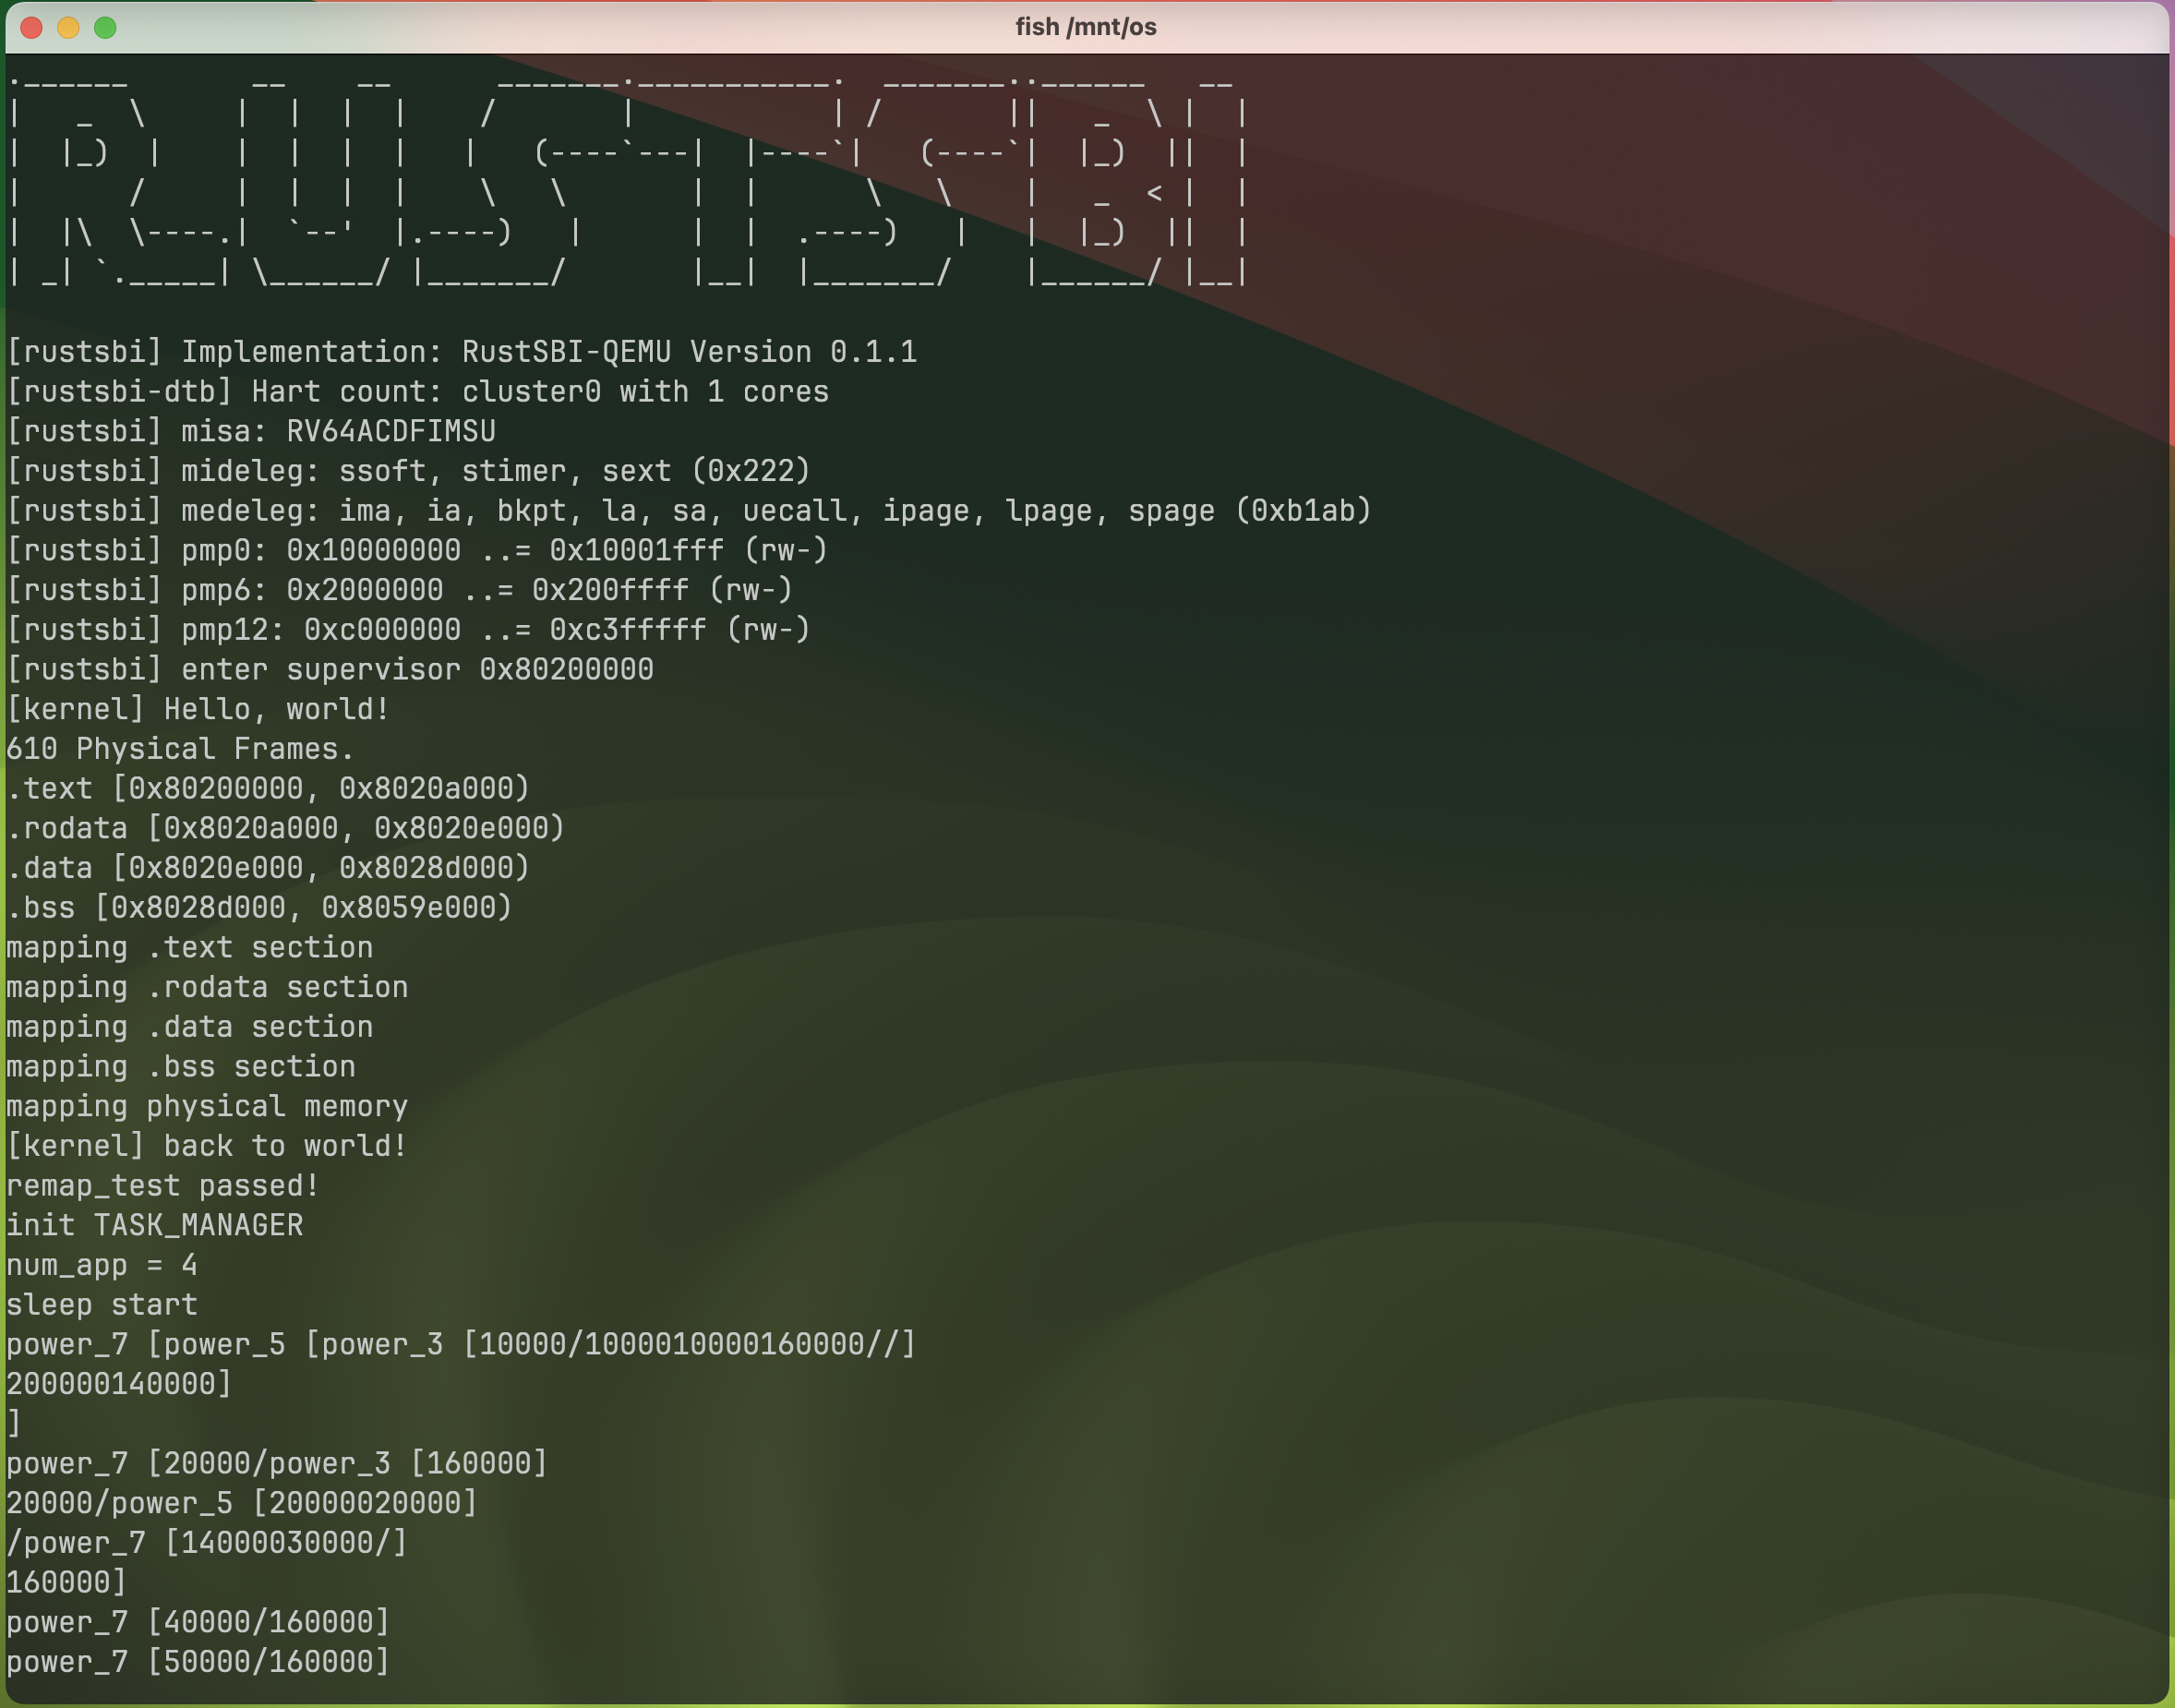 fish /mnt/os
.______       __    __      _______.___________.  _______..______   __
|   _  \     |  |  |  |    /       |           | /       ||   _  \ |  |
|  |_)  |    |  |  |  |   |   (----`---|  |----`|   (----`|  |_)  ||  |
|      /     |  |  |  |    \   \       |  |      \   \    |   _  < |  |
|  |\  \----.|  `--'  |.----)   |      |  |  .----)   |   |  |_)  ||  |
| _| `._____| \______/ |_______/       |__|  |_______/    |______/ |__|
[rustsbi] Implementation: RustSBI-QEMU Version 0.1.1
[rustsbi-dtb] Hart count: cluster0 with 1 cores
[rustsbi] misa: RV64ACDFIMSU
[rustsbi] mideleg: ssoft, stimer, sext (0x222)
[rustsbi] medeleg: ima, ia, bkpt, la, sa, uecall, ipage, lpage, spage (0xb1ab)
[rustsbi] pmp0: 0x10000000 ..= 0x10001fff (rw-)
[rustsbi] pmp6: 0x2000000 ..= 0x200ffff (rw-)
[rustsbi] pmp12: 0xc000000 ..= 0xc3fffff (rw-)
[rustsbi] enter supervisor 0x80200000
[kernel] Hello, world!
610 Physical Frames.
.text [0x80200000, 0x8020a000)
.rodata [0x8020a000, 0x8020e000)
.data [0x8020e000, 0x8028d000)
.bss [0x8028d000, 0x8059e000)
mapping .text section
mapping .rodata section
mapping .data section
mapping .bss section
mapping physical memory
[kernel] back to world!
remap_test passed!
init TASK_MANAGER
num_app = 4
sleep start
power_7 [power_5 [power_3 [10000/1000010000160000//]
200000140000]
]
power_7 [20000/power_3 [160000]
20000/power_5 [20000020000]
/power_7 [14000030000/]
160000]
power_7 [40000/160000]
power_7 [50000/160000]